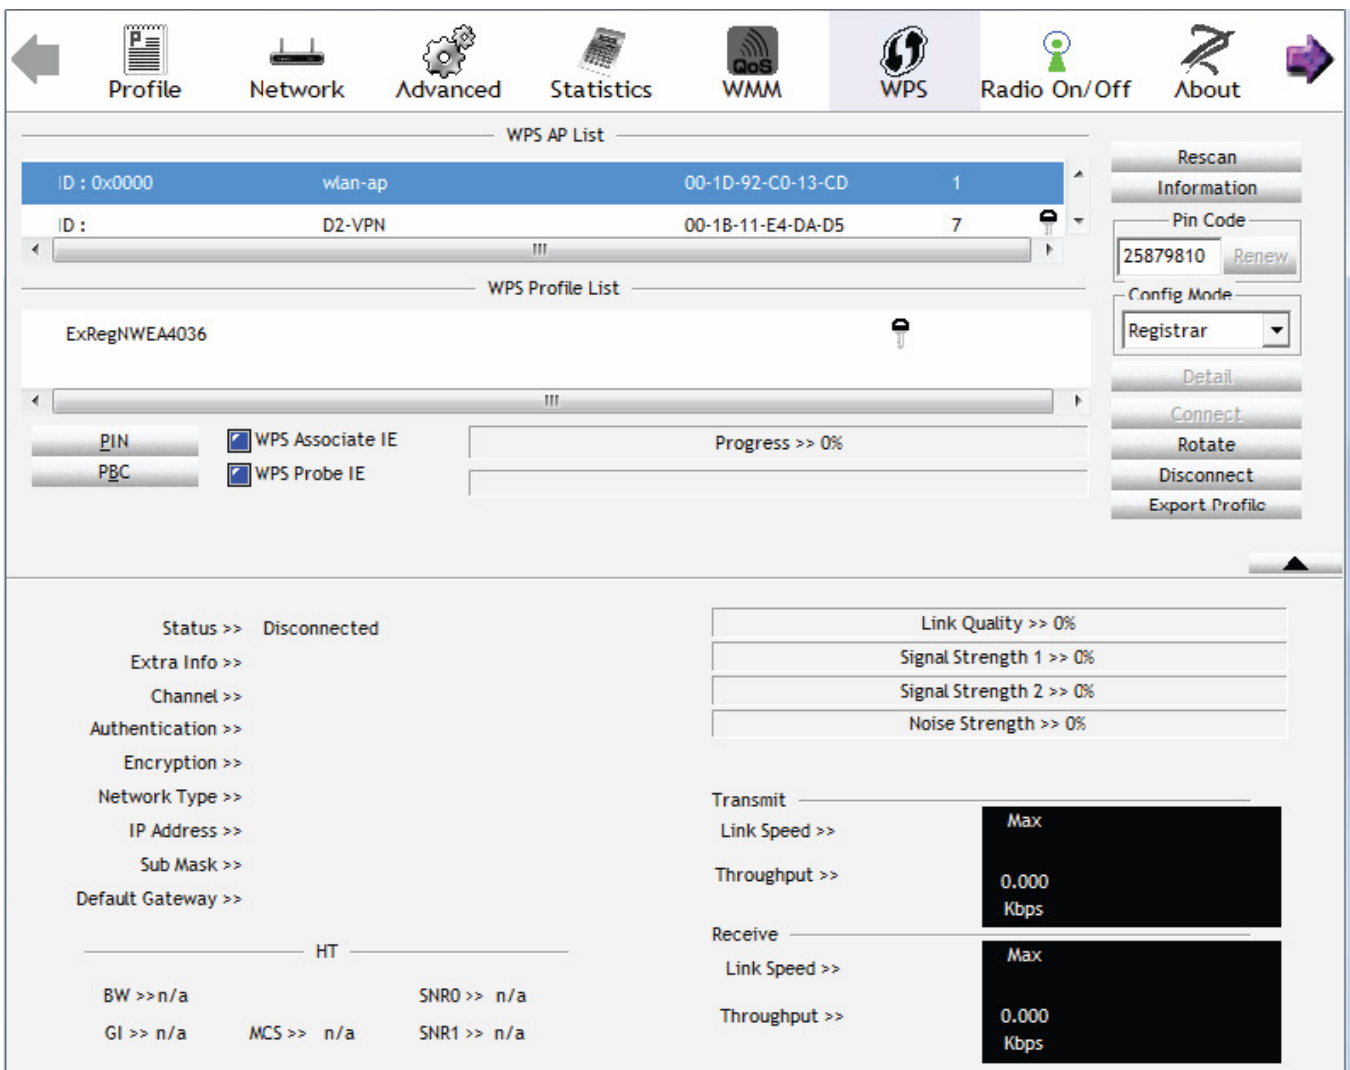 Profile Network Advanced Statistics QoS WMM WPS Radio On/Off About
WPS AP List
ID : 0x0000 wlan-ap 00-1D-92-C0-13-CD 1
ID : D2-VPN 00-1B-11-E4-DA-D5 7
WPS Profile List
ExRegNWEA4036
Rescan
Information
Pin Code
25879810 Renew
Config Mode
Registrar
Detail
Connect
Rotate
Disconnect
Export Profile
PIN WPS Associate IE Progress >> 0%
PBC WPS Probe IE
Status >> Disconnected
Extra Info >>
Channel >>
Authentication >>
Encryption >>
Network Type >>
IP Address >>
Sub Mask >>
Default Gateway >>
HT
BW >>n/a SNR0 >> n/a
GI >> n/a MCS >> n/a SNR1 >> n/a
Link Quality >> 0%
Signal Strength 1 >> 0%
Signal Strength 2 >> 0%
Noise Strength >> 0%
Transmit
Link Speed >> Max
Throughput >> 0.000
Kbps
Receive
Link Speed >> Max
Throughput >> 0.000
Kbps